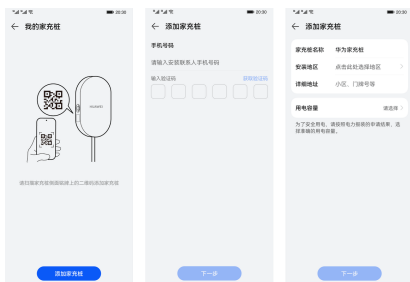 20:30
← 我的家充桩
HUAWEI
请扫描家充桩侧面贴膜上的二维码添加家充桩
添加家充桩
20:30
← 添加家充桩
手机号码
请输入安装联系人手机号码
输入验证码 获取验证码
下一步
20:30
← 添加家充桩
家充桩名称 华为家充桩
安装地区 点击此处选择地区
详细地址 小区、门牌号等
用电容量 请选择
为了安全用电，请按照电力报装的申请结果，选
择准确的用电容量。
下一步